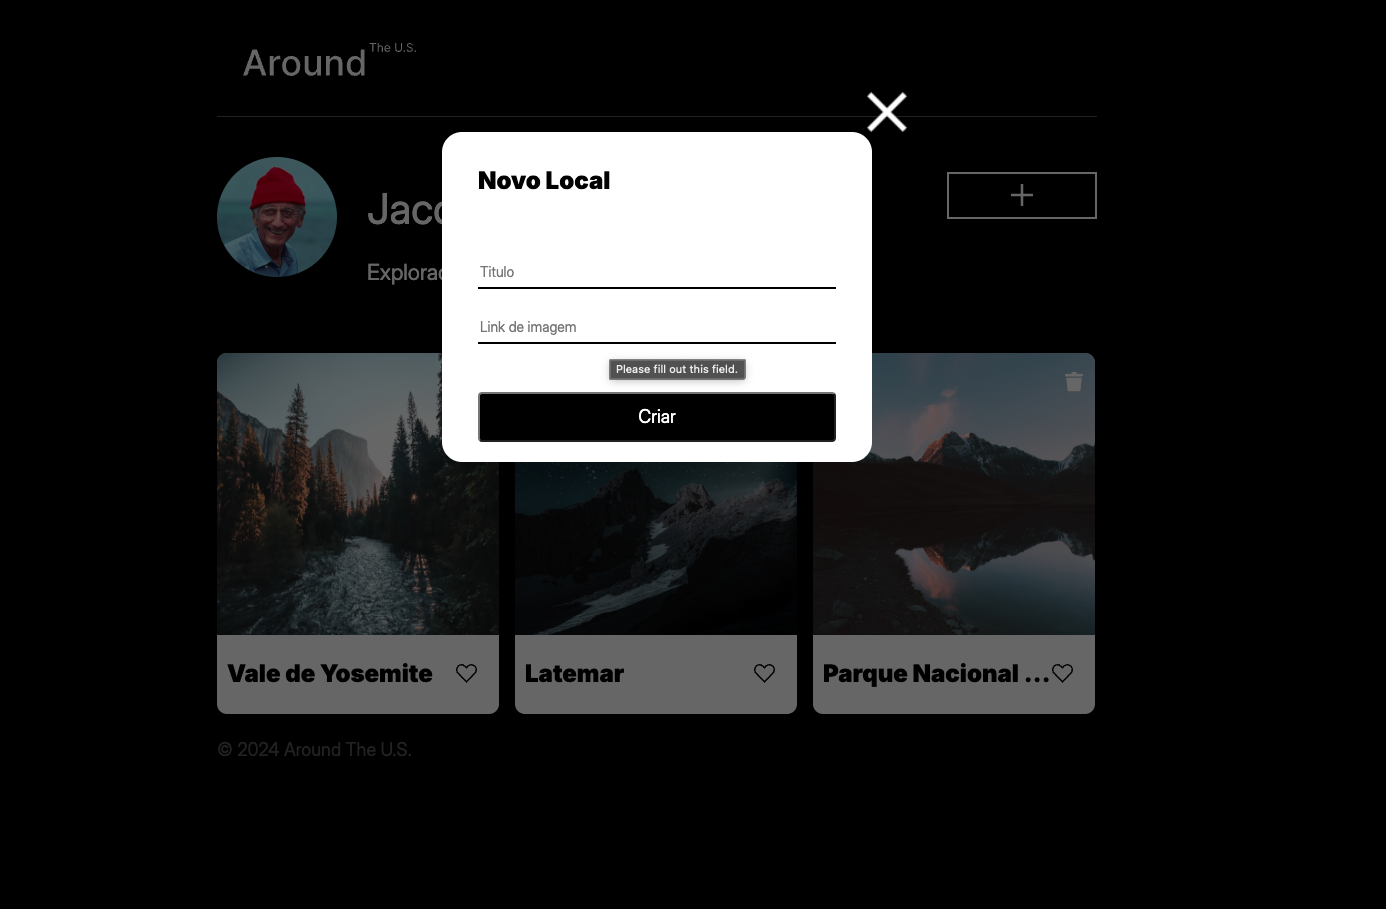 Around The U.S.
Novo Local
Jaco
Explorac
Titulo
Link de imagem
Please fill out this field.
Criar
Vale de Yosemite
Latemar
Parque Nacional ...
© 2024 Around The U.S.